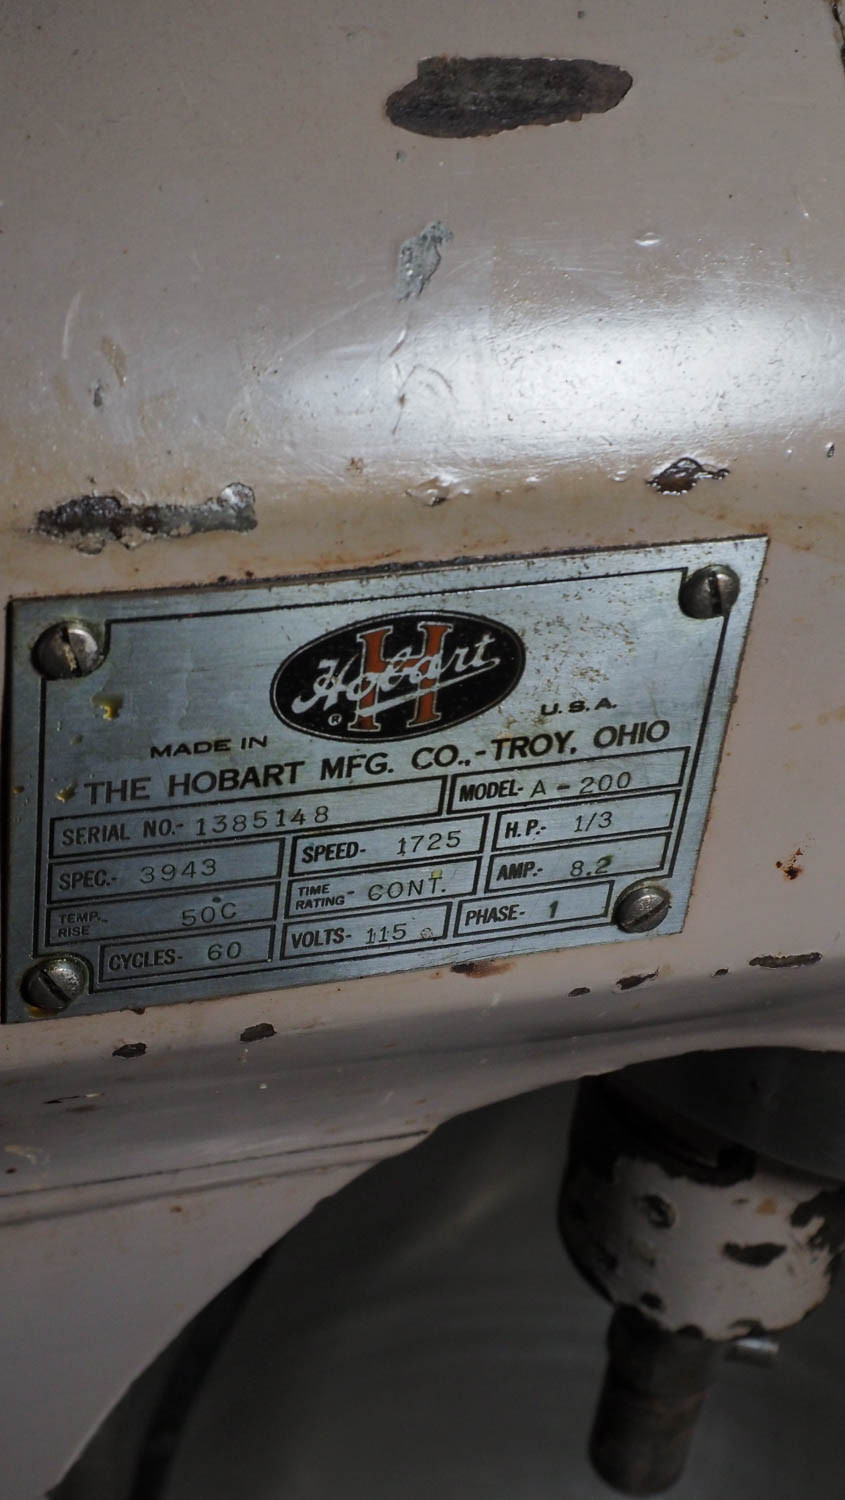 Hobart
H
®
MADE IN U.S.A.
THE HOBART MFG. CO.,-TROY, OHIO
SERIAL NO.- 1385148 MODEL- A-200
SPEC.- 3943 SPEED- 1725 H.P.- 1/3
TEMP. RISE 50°C TIME RATING- CONT. AMP.- 8.2
CYCLES- 60 VOLTS- 115 PHASE- 1